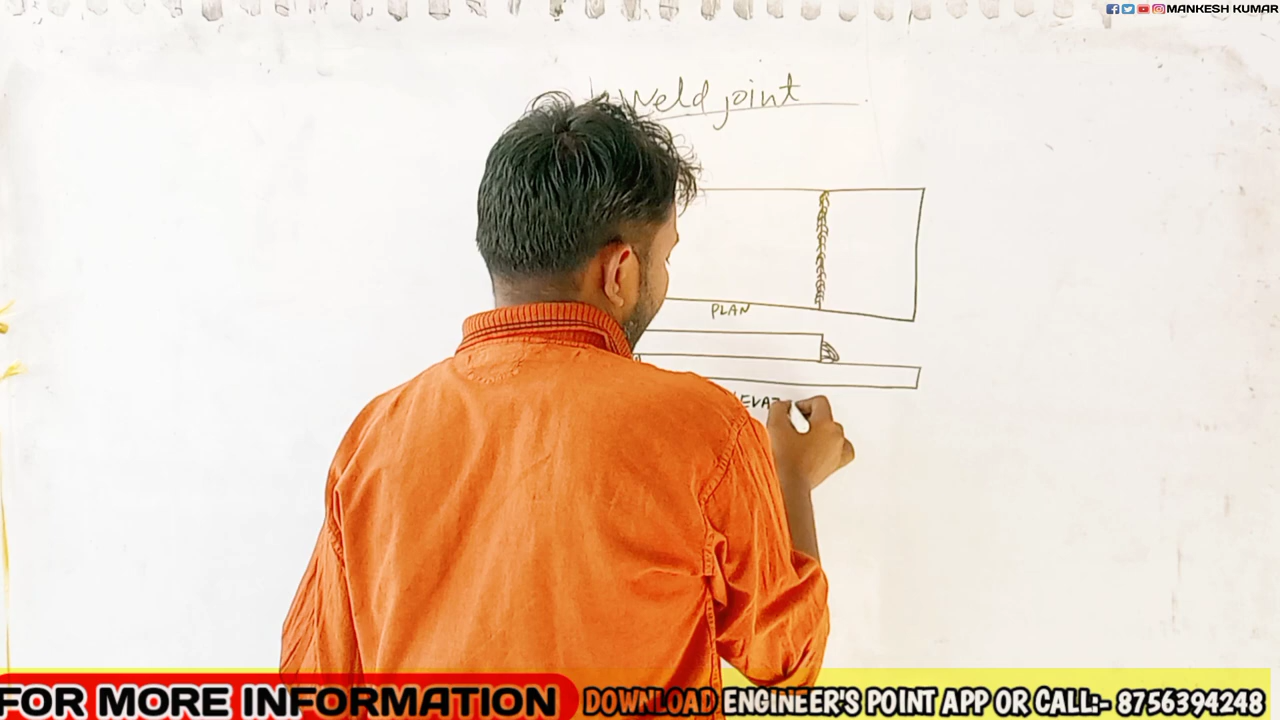 MANKESH KUMAR
Weld joint
PLAN
FOR MORE INFORMATION DOWNLOAD ENGINEER'S POINT APP OR CALL:- 8756394248